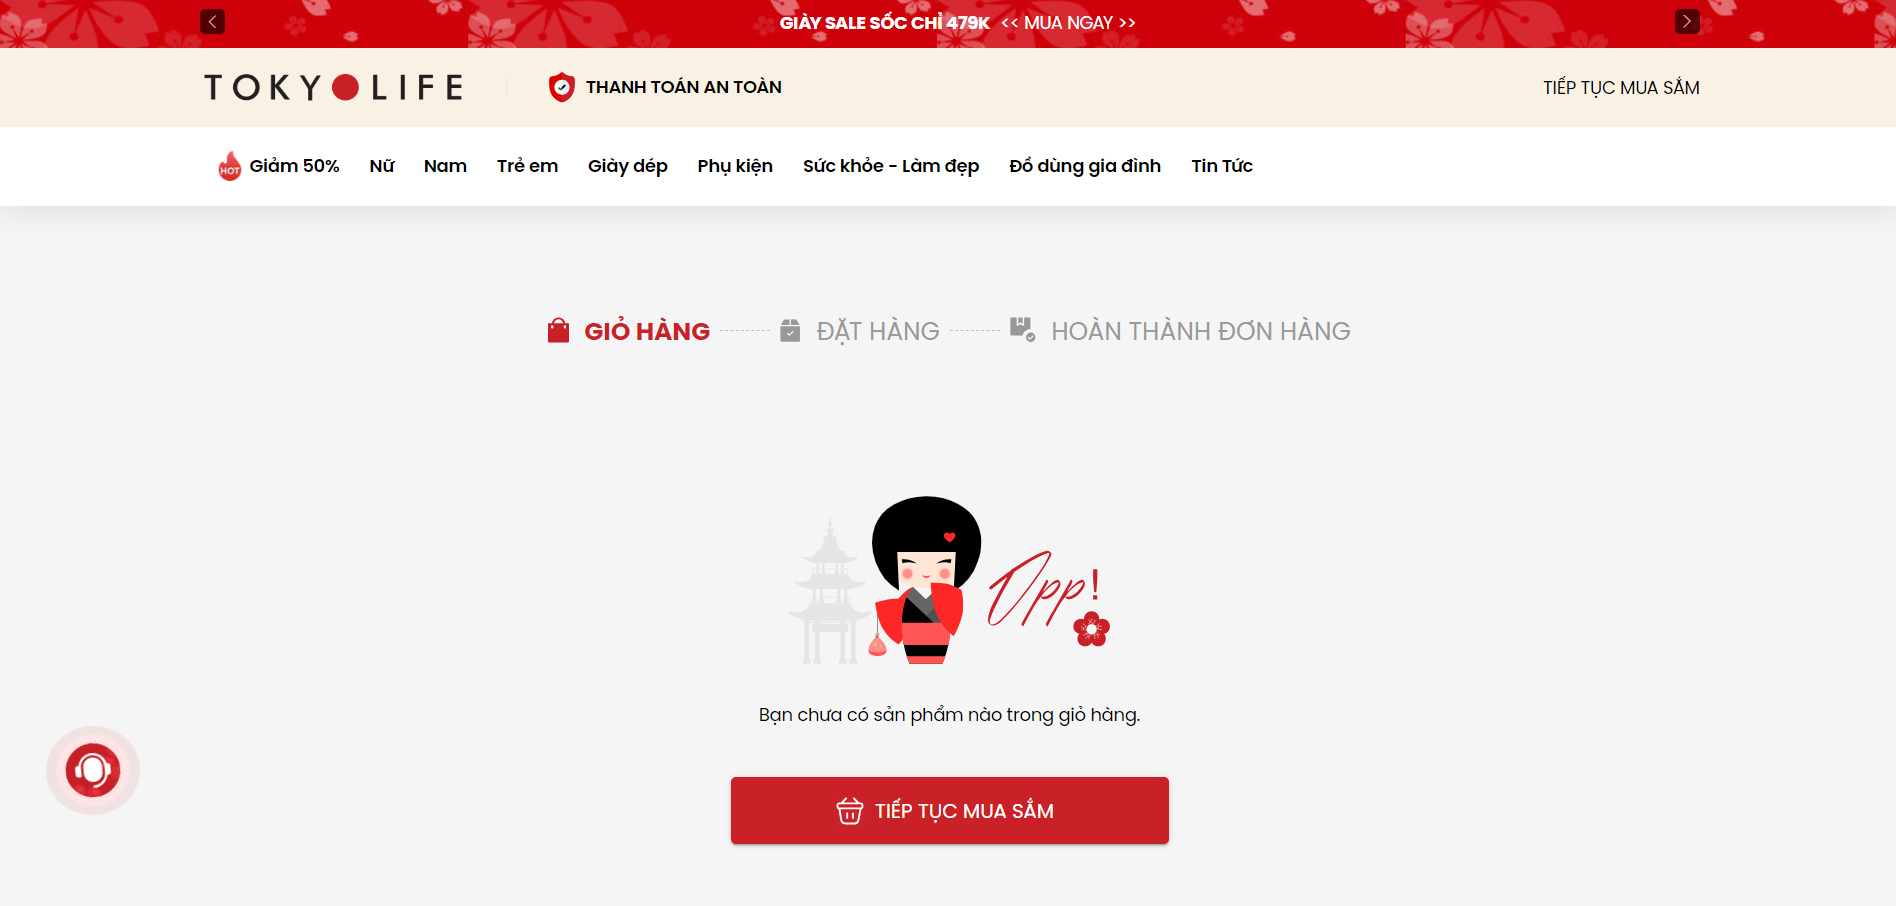 GIÀY SALE SỐC CHỈ 479K << MUA NGAY >>
TOKYOLIFE
THANH TOÁN AN TOÀN
TIẾP TỤC MUA SẮM
HOT Giảm 50% Nữ Nam Trẻ em Giày dép Phụ kiện Sức khỏe - Làm đẹp Đồ dùng gia đình Tin Tức
GIỎ HÀNG ĐẶT HÀNG HOÀN THÀNH ĐƠN HÀNG
Opp!
Bạn chưa có sản phẩm nào trong giỏ hàng.
TIẾP TỤC MUA SẮM